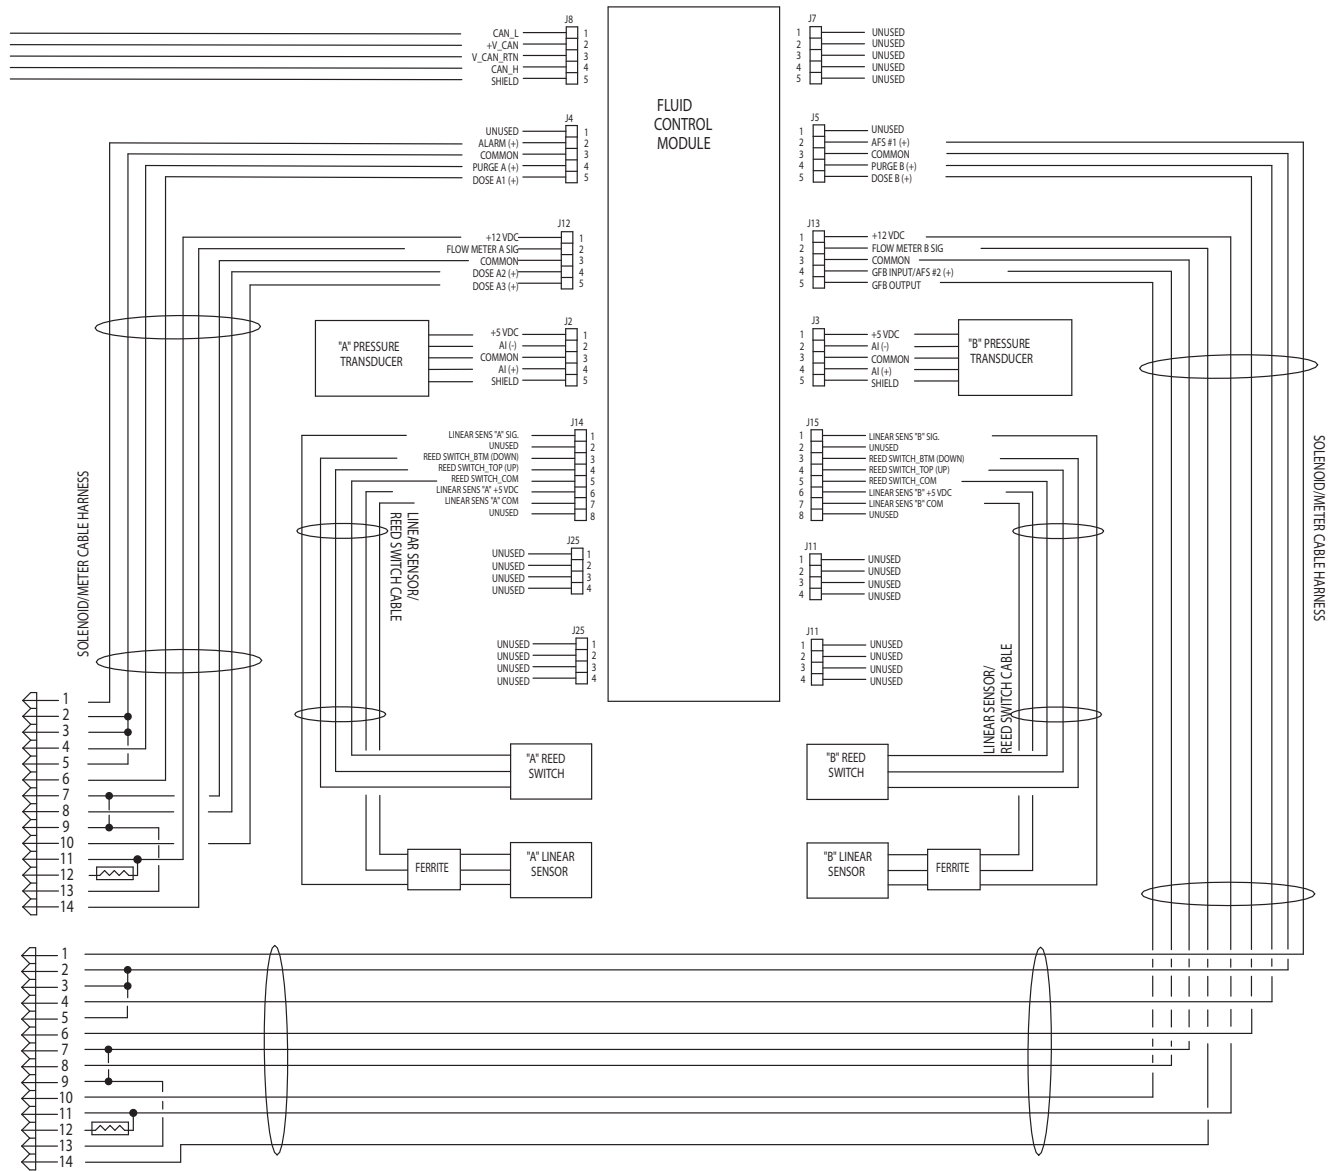 J8
CAN_L 1
+V_CAN 2
V_CAN_RTN 3
CAN_H 4
SHIELD 5
J4
UNUSED 1
ALARM (+) 2
COMMON 3
PURGE A (+) 4
DOSE A1 (+) 5
J12
+12 VDC 1
FLOW METER A SIG 2
COMMON 3
DOSE A2 (+) 4
DOSE A3 (+) 5
J2
+5 VDC 1
AI (-) 2
COMMON 3
AI (+) 4
SHIELD 5
"A" PRESSURE
TRANSDUCER
J14
LINEAR SENS "A" SIG. 1
UNUSED 2
REED SWITCH_BTM (DOWN) 3
REED SWITCH_TOP (UP) 4
REED SWITCH_COM 5
LINEAR SENS "A" +5 VDC 6
LINEAR SENS "A" COM 7
UNUSED 8
J25
UNUSED 1
UNUSED 2
UNUSED 3
UNUSED 4
J25
UNUSED 1
UNUSED 2
UNUSED 3
UNUSED 4
SOLENOID/METER CABLE HARNESS
LINEAR SENSOR/
REED SWITCH CABLE
"A" REED
SWITCH
FERRITE
"A" LINEAR
SENSOR
FLUID
CONTROL
MODULE
J7
1 UNUSED
2 UNUSED
3 UNUSED
4 UNUSED
5 UNUSED
J5
1 UNUSED
2 AFS #1 (+)
3 COMMON
4 PURGE B (+)
5 DOSE B (+)
J13
1 +12 VDC
2 FLOW METER B SIG
3 COMMON
4 GFB INPUT/AFS #2 (+)
5 GFB OUTPUT
J3
1 +5 VDC
2 AI (-)
3 COMMON
4 AI (+)
5 SHIELD
"B" PRESSURE
TRANSDUCER
J15
1 LINEAR SENS "B" SIG.
2 UNUSED
3 REED SWITCH_BTM (DOWN)
4 REED SWITCH_TOP (UP)
5 REED SWITCH_COM
6 LINEAR SENS "B" +5 VDC
7 LINEAR SENS "B" COM
8 UNUSED
J11
1 UNUSED
2 UNUSED
3 UNUSED
4 UNUSED
J11
1 UNUSED
2 UNUSED
3 UNUSED
4 UNUSED
LINEAR SENSOR/
REED SWITCH CABLE
SOLENOID/METER CABLE HARNESS
"B" REED
SWITCH
"B" LINEAR
SENSOR
FERRITE
1
2
3
4
5
6
7
8
9
10
11
12
13
14
1
2
3
4
5
6
7
8
9
10
11
12
13
14